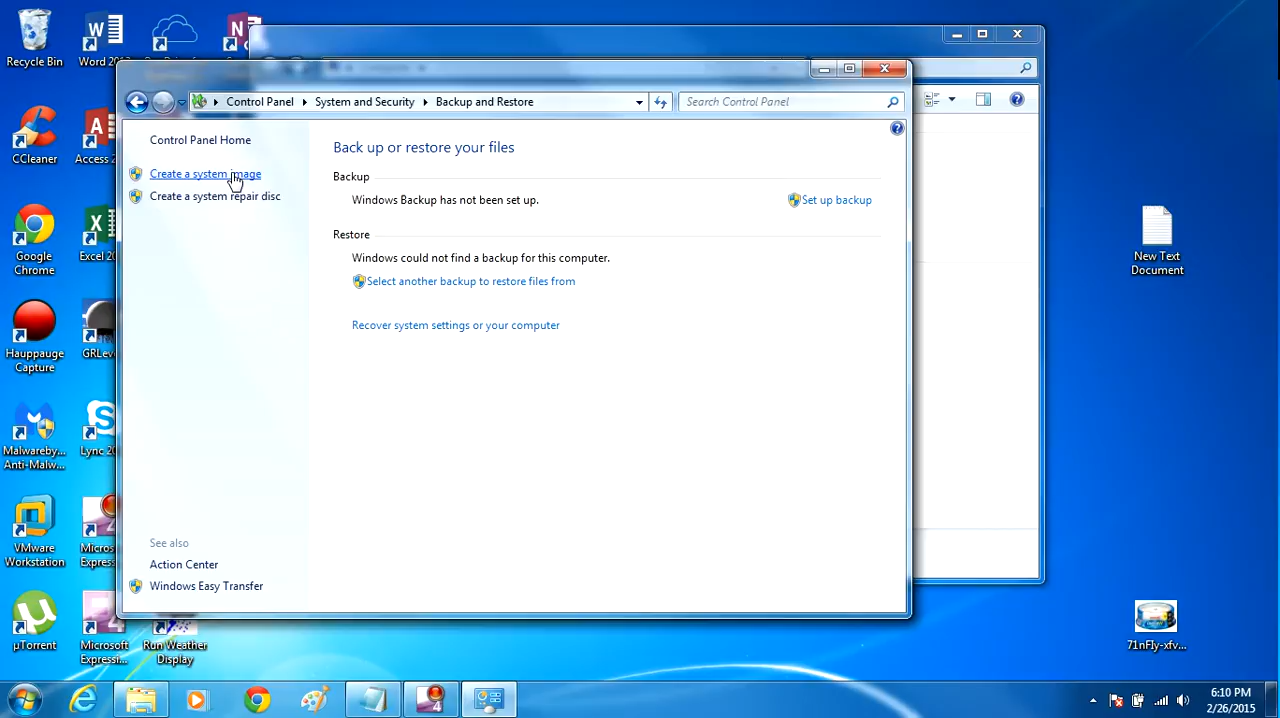 Recycle Bin
Word 20
CCleaner
Access 2
Google
Chrome
Excel 20
Hauppauge
Capture
GRLev
Malwareby...
Anti-Malw...
Lync 20
VMware
Workstation
Micros
Express
µTorrent
Microsoft
Expressi...
Run Weather
Display
Control Panel
System and Security
Backup and Restore
Search Control Panel
Control Panel Home
Create a system image
Create a system repair disc
Back up or restore your files
Backup
Windows Backup has not been set up.
Set up backup
Restore
Windows could not find a backup for this computer.
Select another backup to restore files from
Recover system settings or your computer
See also
Action Center
Windows Easy Transfer
New Text
Document
71nFIy-xfv...
6:10 PM
2/26/2015